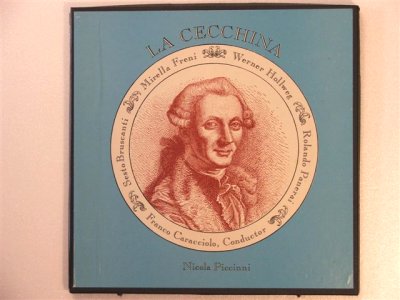 LA CECCHINA
Mirella Freni
Werner Hollweg
Sesto Bruscanti
Rolando Panerai
Franco Caracciolo, Conductor
Nicola Piccinni